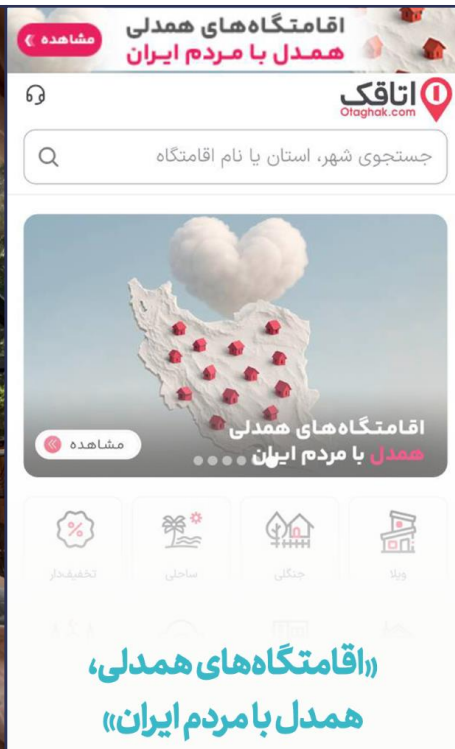 اقامتگاه‌های همدلی
همدل با مردم ایران
مشاهده
اتاقک
Otaghak.com
جستجوی شهر، استان یا نام اقامتگاه
اقامتگاه‌های همدلی
همدل با مردم ایران
مشاهده
ویلا
جنگلی
ساحلی
تخفیف‌دار
«اقامتگاه‌های همدلی،
همدل با مردم ایران»